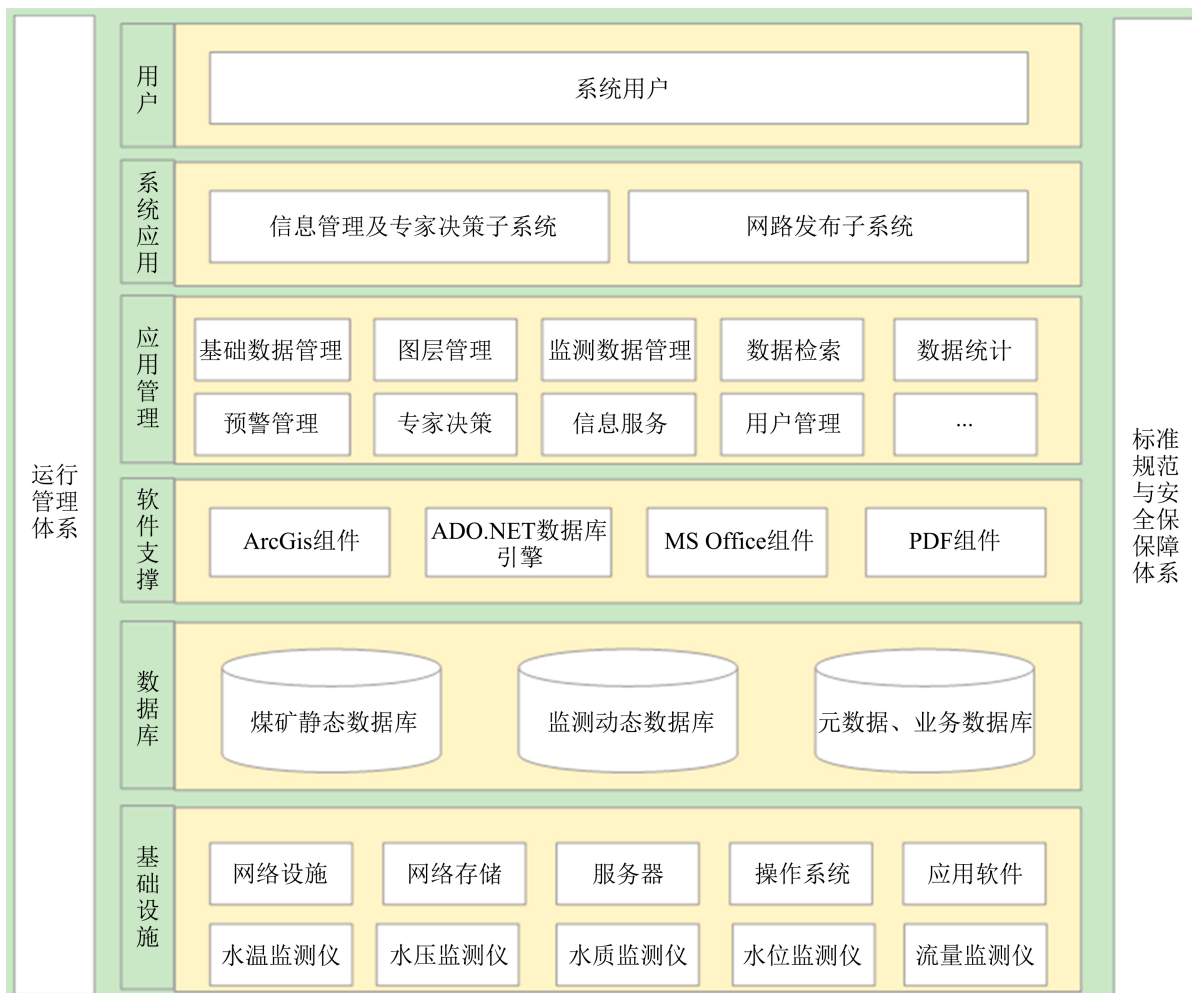 运行
管理
体系
用户
系统用户
系统应用
信息管理及专家决策子系统
网路发布子系统
应用管理
基础数据管理
图层管理
监测数据管理
数据检索
数据统计
预警管理
专家决策
信息服务
用户管理
...
软件支撑
ArcGis组件
ADO.NET数据库
引擎
MS Office组件
PDF组件
数据库
煤矿静态数据库
监测动态数据库
元数据、业务数据库
基础设施
网络设施
网络存储
服务器
操作系统
应用软件
水温监测仪
水压监测仪
水质监测仪
水位监测仪
流量监测仪
标准
规范
与安
全保
保障
体系